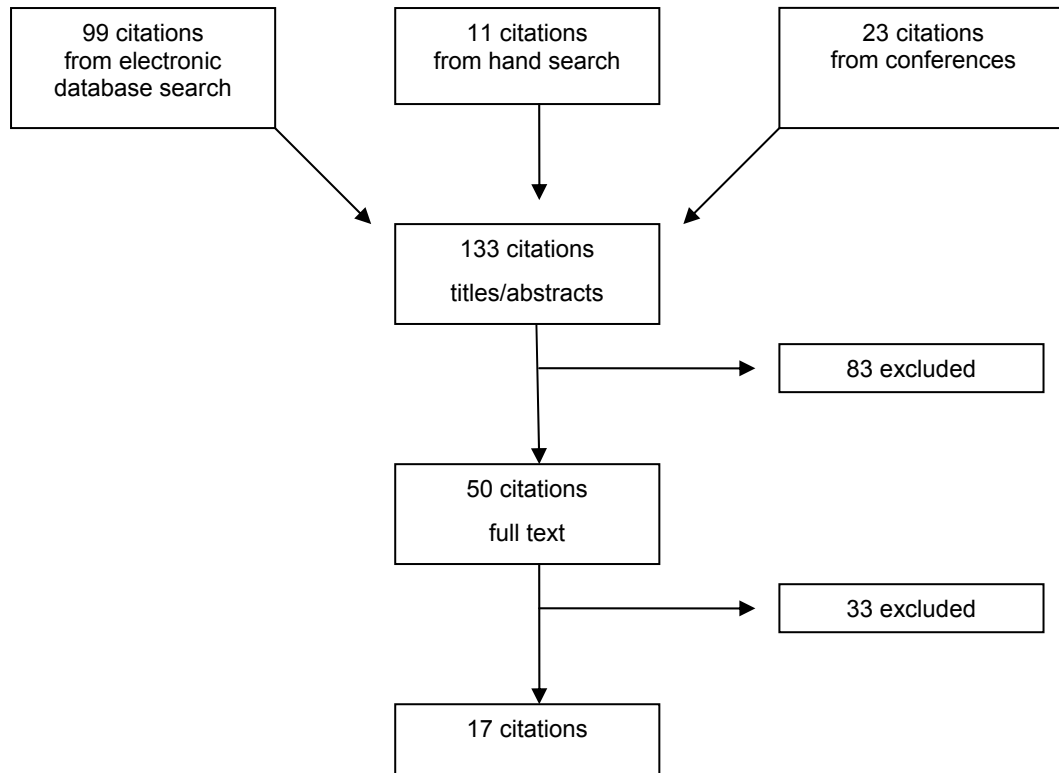 99 citations
from electronic
database search
11 citations
from hand search
23 citations
from conferences
133 citations
titles/abstracts
83 excluded
50 citations
full text
33 excluded
17 citations